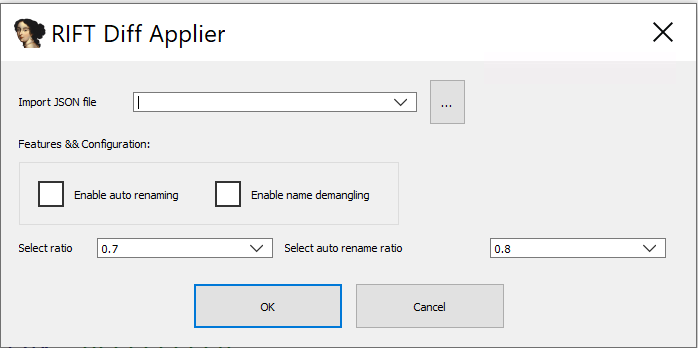 RIFT Diff Applier
Import JSON file
...
Features && Configuration:
Enable auto renaming Enable name demangling
Select ratio 0.7 Select auto rename ratio 0.8
OK Cancel